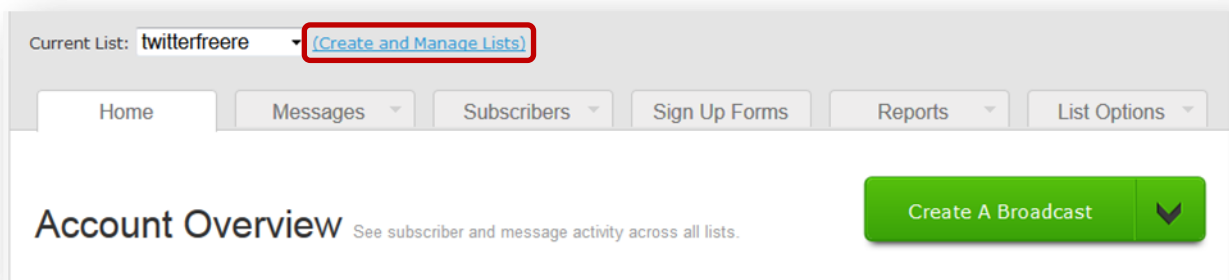 Current List: twitterfreere (Create and Manage Lists)
Home Messages Subscribers Sign Up Forms Reports List Options
Create A Broadcast
Account Overview See subscriber and message activity across all lists.